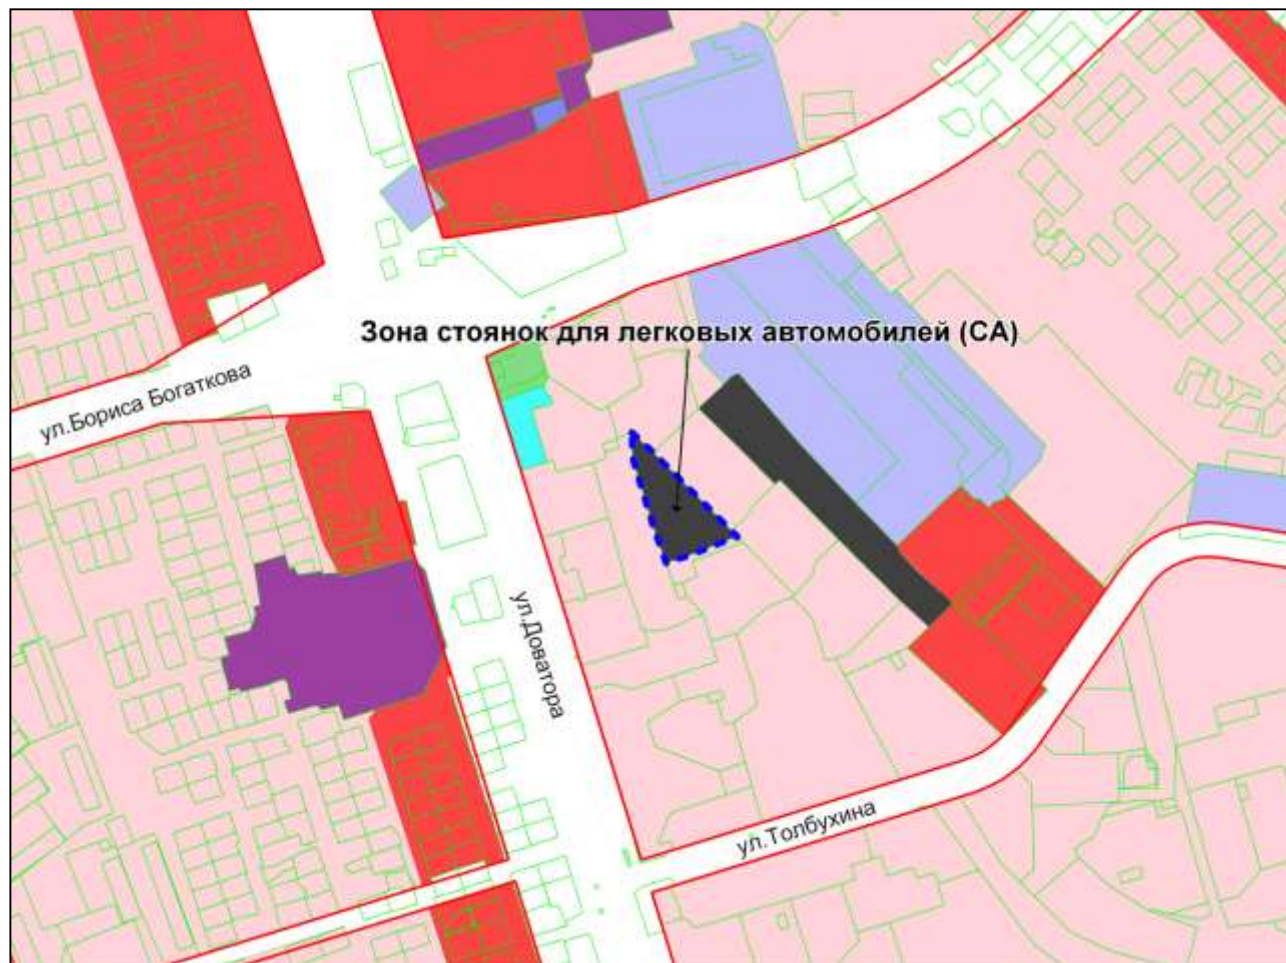 Зона стоянок для легковых автомобилей (СА)
ул.Бориса Богаткова
ул.Доватора
ул.Толбухина